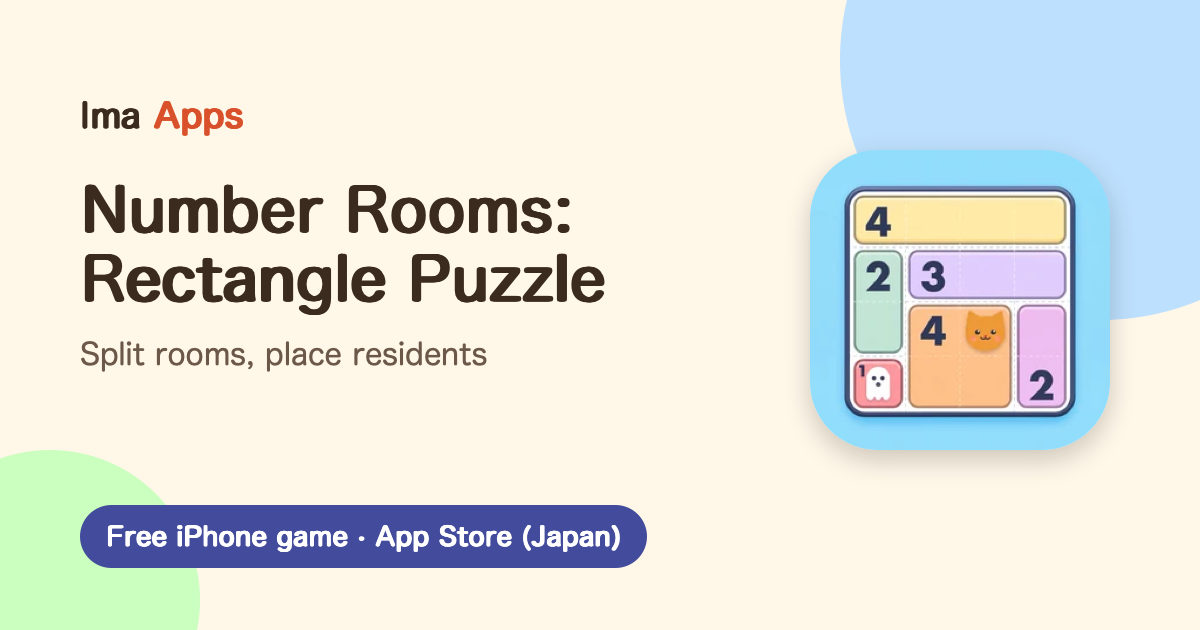 Ima Apps
Number Rooms:
Rectangle Puzzle
Split rooms, place residents
4
2 3
4
1
2
Free iPhone game · App Store (Japan)